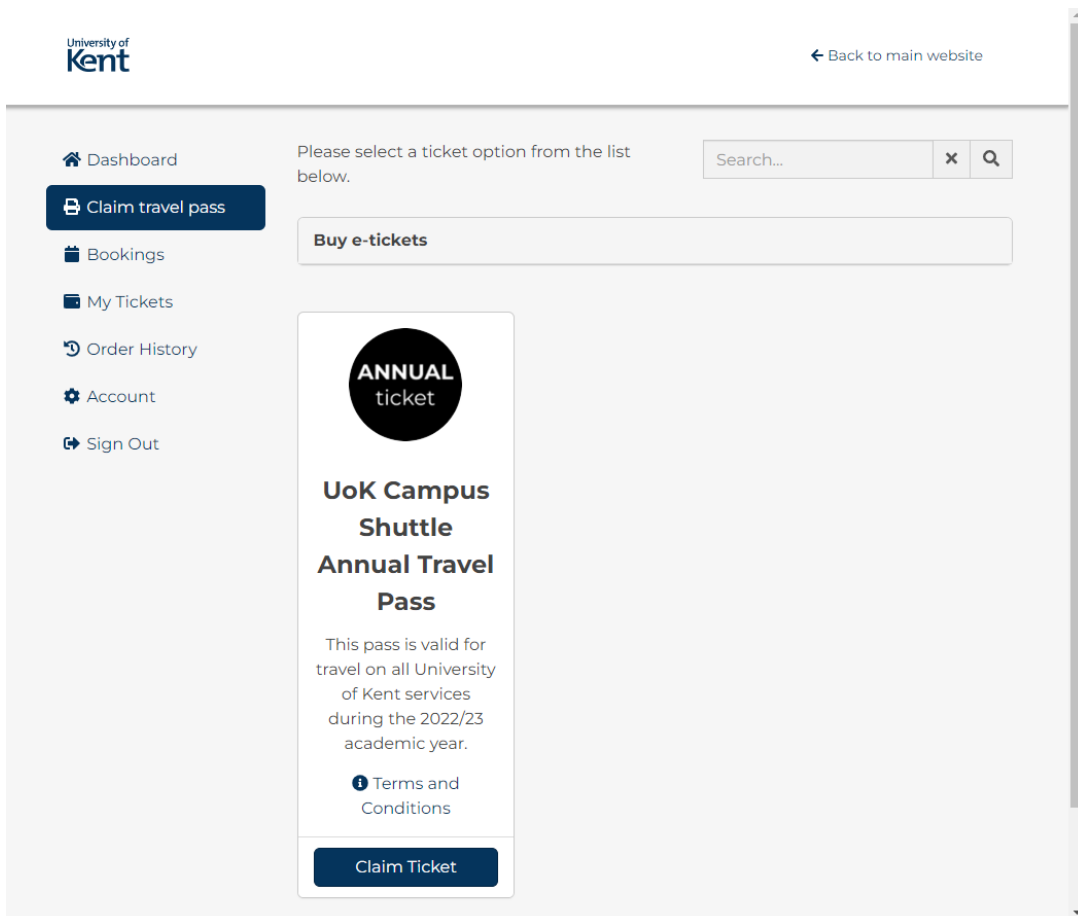 University of
Kent
Back to main website
Dashboard
Claim travel pass
Bookings
My Tickets
Order History
Account
Sign Out
Please select a ticket option from the list
below.
Search...
Buy e-tickets
ANNUAL
ticket
UoK Campus
Shuttle
Annual Travel
Pass
This pass is valid for
travel on all University
of Kent services
during the 2022/23
academic year.
Terms and
Conditions
Claim Ticket